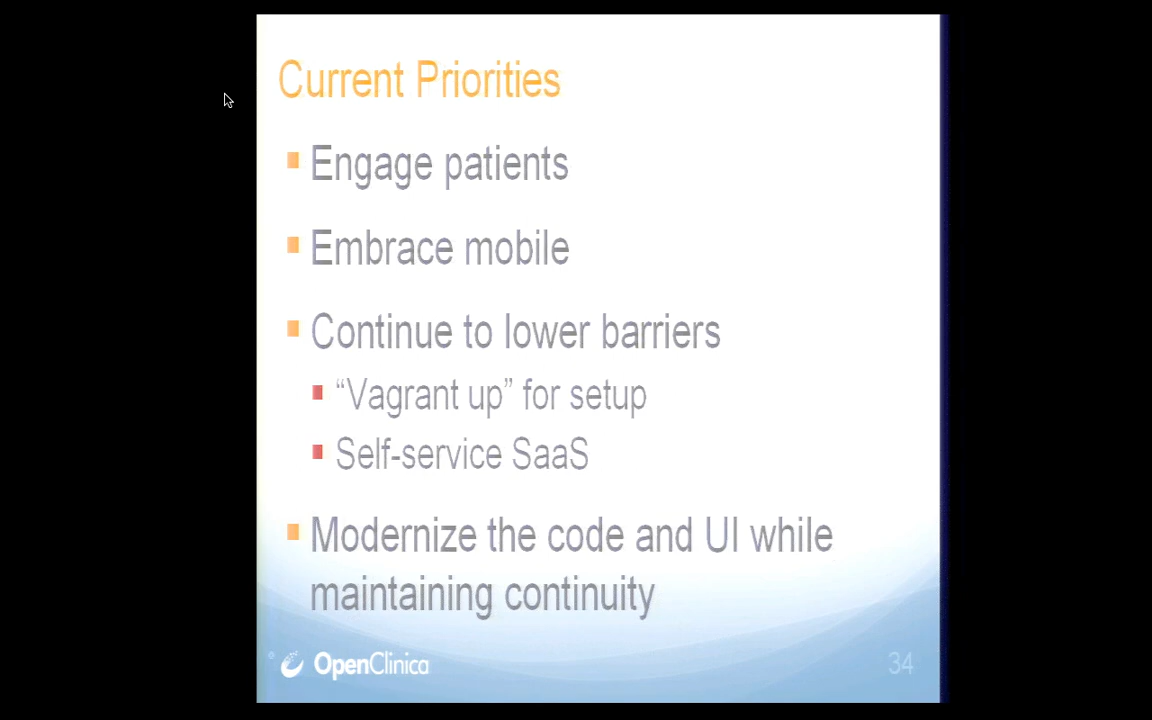 Current Priorities
Engage patients
Embrace mobile
Continue to lower barriers
“Vagrant up” for setup
Self-service SaaS
Modernize the code and UI while
maintaining continuity
OpenClinica
34